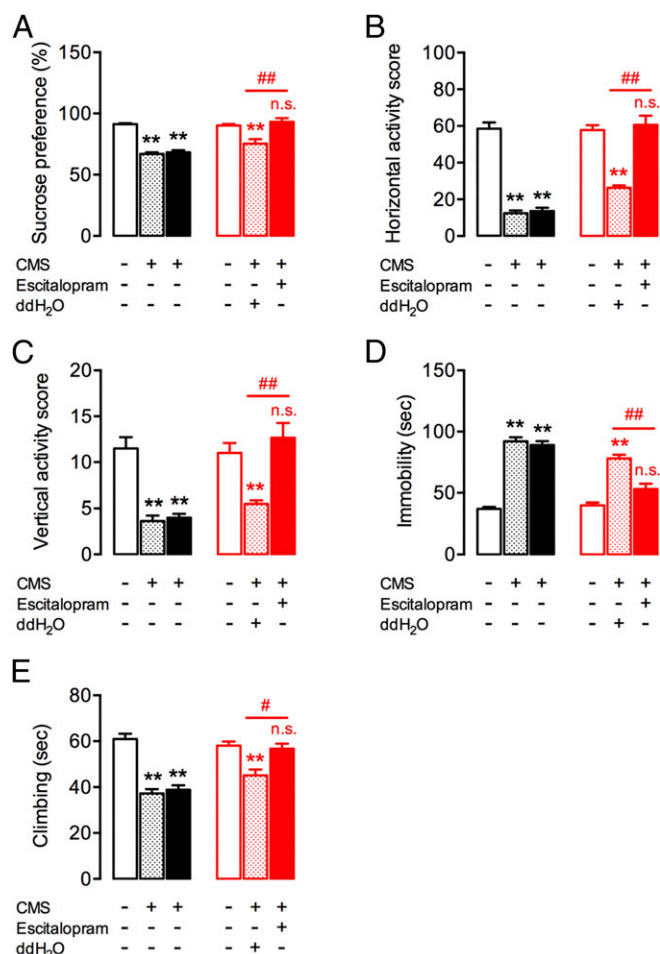 A
Sucrose preference (%)
150
100
50
0
** ** ** n.s.
##
CMS - + + - + +
Escitalopram - - - - - +
ddH2O - - - - + -
B
Horizontal activity score
100
80
60
40
20
0
** ** ** n.s.
##
CMS - + + - + +
Escitalopram - - - - - +
ddH2O - - - - + -
C
Vertical activity score
20
15
10
5
0
** ** ** n.s.
##
CMS - + + - + +
Escitalopram - - - - - +
ddH2O - - - - + -
D
Immobility (sec)
150
100
50
0
** ** ** n.s.
##
CMS - + + - + +
Escitalopram - - - - - +
ddH2O - - - - + -
E
Climbing (sec)
80
60
40
20
0
** ** ** n.s.
#
CMS - + + - + +
Escitalopram - - - - - +
ddH2O - - - - + -